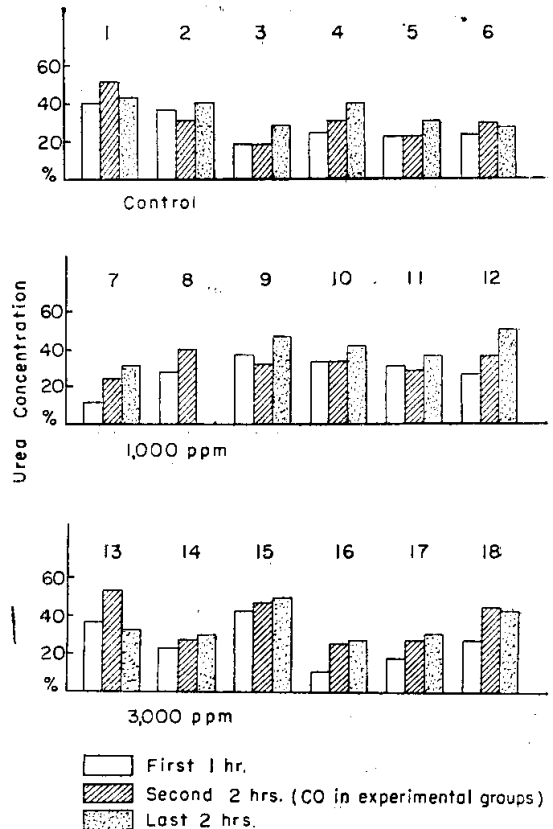 1 2 3 4 5 6
60
40
20
%
Control
7 8 9 10 11 12
60
40
20
%
1,000 ppm
Urea Concentration
13 14 15 16 17 18
60
40
20
%
3,000 ppm
First 1 hr.
Second 2 hrs. (CO in experimental groups)
Last 2 hrs.